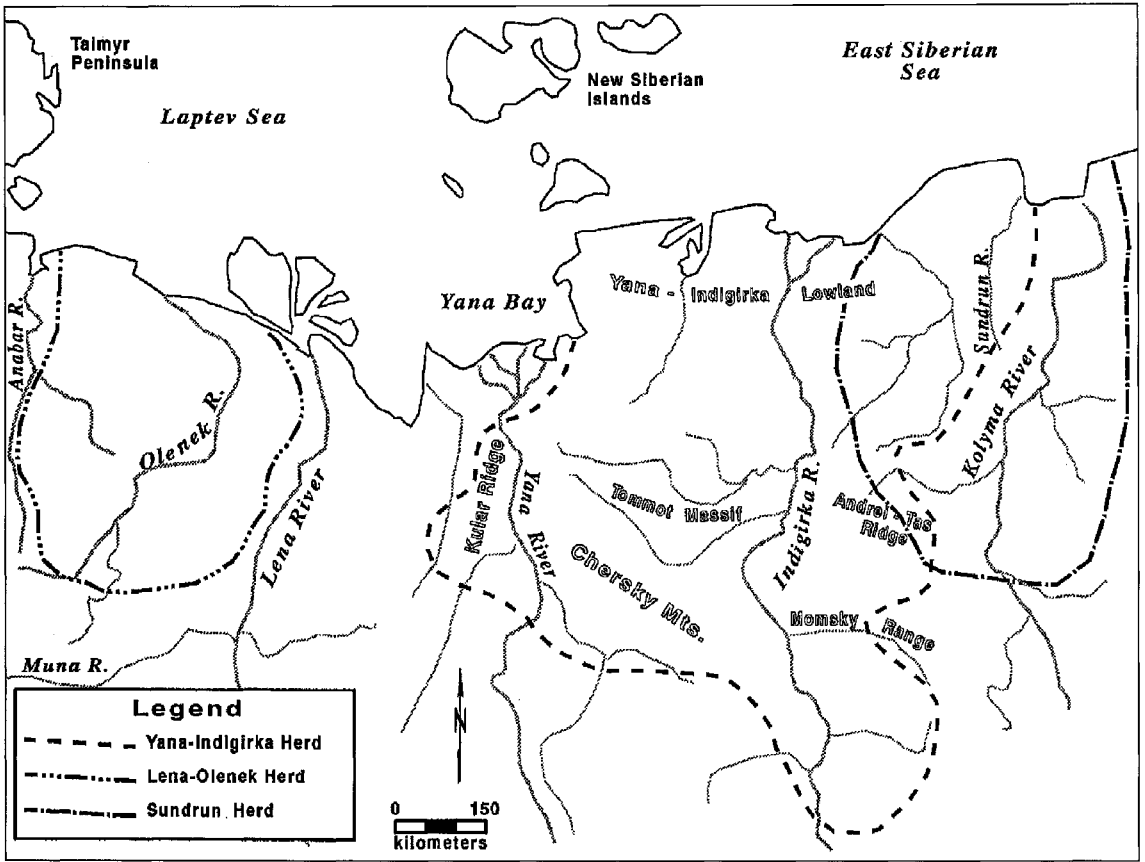 Taimyr
Peninsula
Laptev Sea
New Siberian
Islands
East Siberian
Sea
Yana Bay
Yana - Indigirka Lowland
Anabar R.
Olenek R.
Lena River
Muna R.
Kular Ridge
Yana
River
Tommot Massif
Chersky Mts.
Indigirka R.
Sundrun R.
Kolyma River
Andrei - Tas
Ridge
Momsky Range
N
Legend
Yana-Indigirka Herd
Lena-Olenek Herd
Sundrun Herd
0 150
kilometers